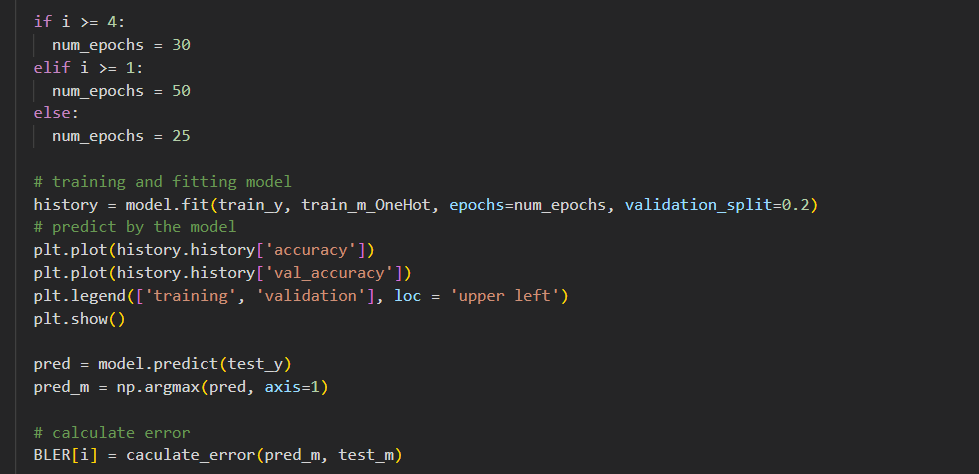 if i >= 4:
  num_epochs = 30
elif i >= 1:
  num_epochs = 50
else:
  num_epochs = 25
# training and fitting model
history = model.fit(train_y, train_m_OneHot, epochs=num_epochs, validation_split=0.2)
# predict by the model
plt.plot(history.history['accuracy'])
plt.plot(history.history['val_accuracy'])
plt.legend(['training', 'validation'], loc = 'upper left')
plt.show()
pred = model.predict(test_y)
pred_m = np.argmax(pred, axis=1)
# calculate error
BLER[i] = caculate_error(pred_m, test_m)